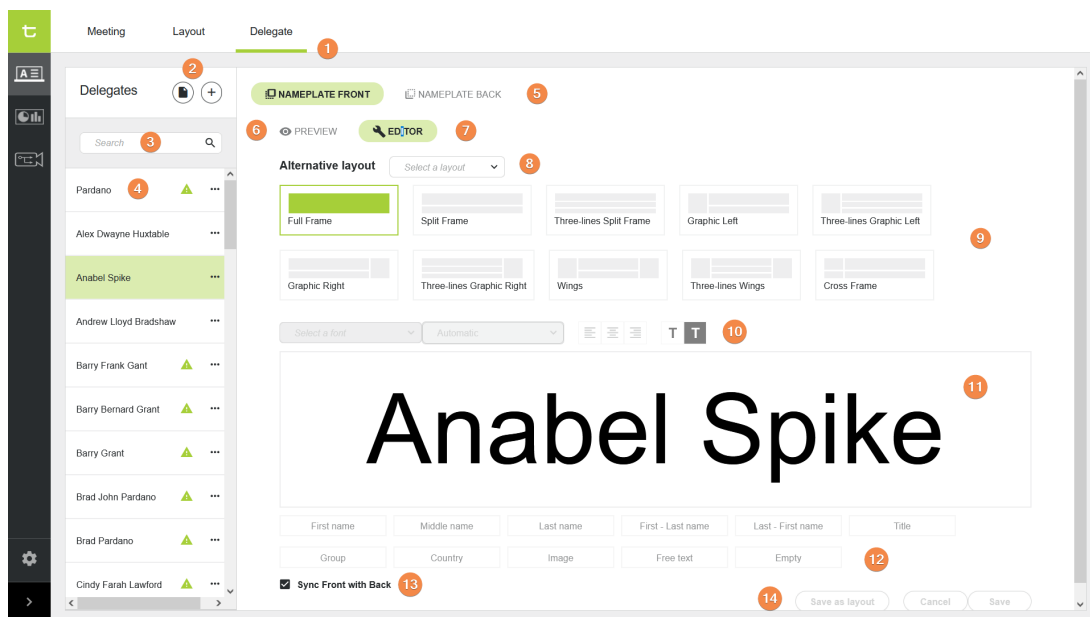 Meeting Layout Delegate 1
2
Delegates
NAMEPLATE FRONT NAMEPLATE BACK 5
Search 3
6 PREVIEW EDITOR 7
Alternative layout Select a layout 8
Pardano 4
Full Frame Split Frame Three-lines Split Frame Graphic Left Three-lines Graphic Left
Alex Dwayne Huxtable
9
Anabel Spike
Graphic Right Three-lines Graphic Right Wings Three-lines Wings Cross Frame
Andrew Lloyd Bradshaw
Select a font Automatic T T 10
Barry Frank Gant
11
Anabel Spike
Barry Bernard Grant
Barry Grant
Brad John Pardano
First name Middle name Last name First - Last name Last - First name Title
Brad Pardano
Group Country Image Free text Empty 12
Cindy Farah Lawford
Sync Front with Back 13
14 Save as layout Cancel Save